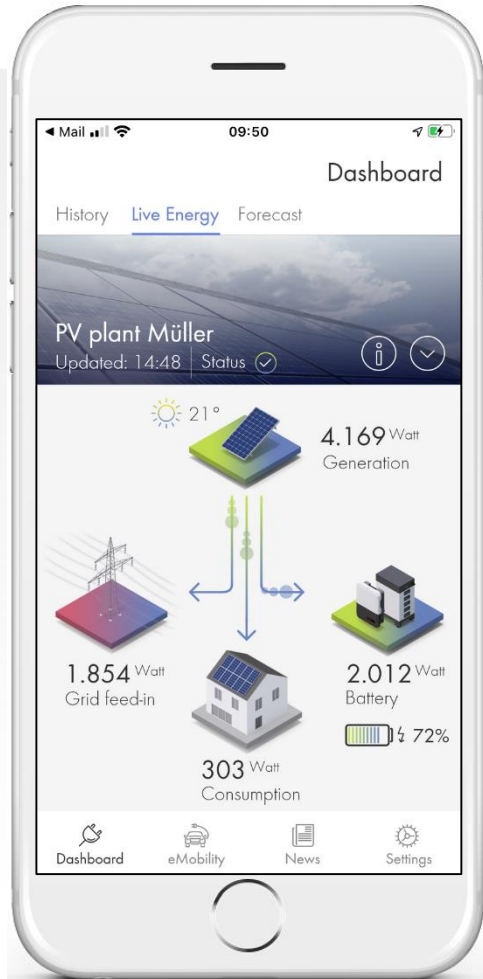 Mail 09:50
Dashboard
History Live Energy Forecast
PV plant Müller
Updated: 14:48 Status
21°
4.169 Watt
Generation
1.854 Watt
Grid feed-in
2.012 Watt
Battery
72%
303 Watt
Consumption
Dashboard eMobility News Settings